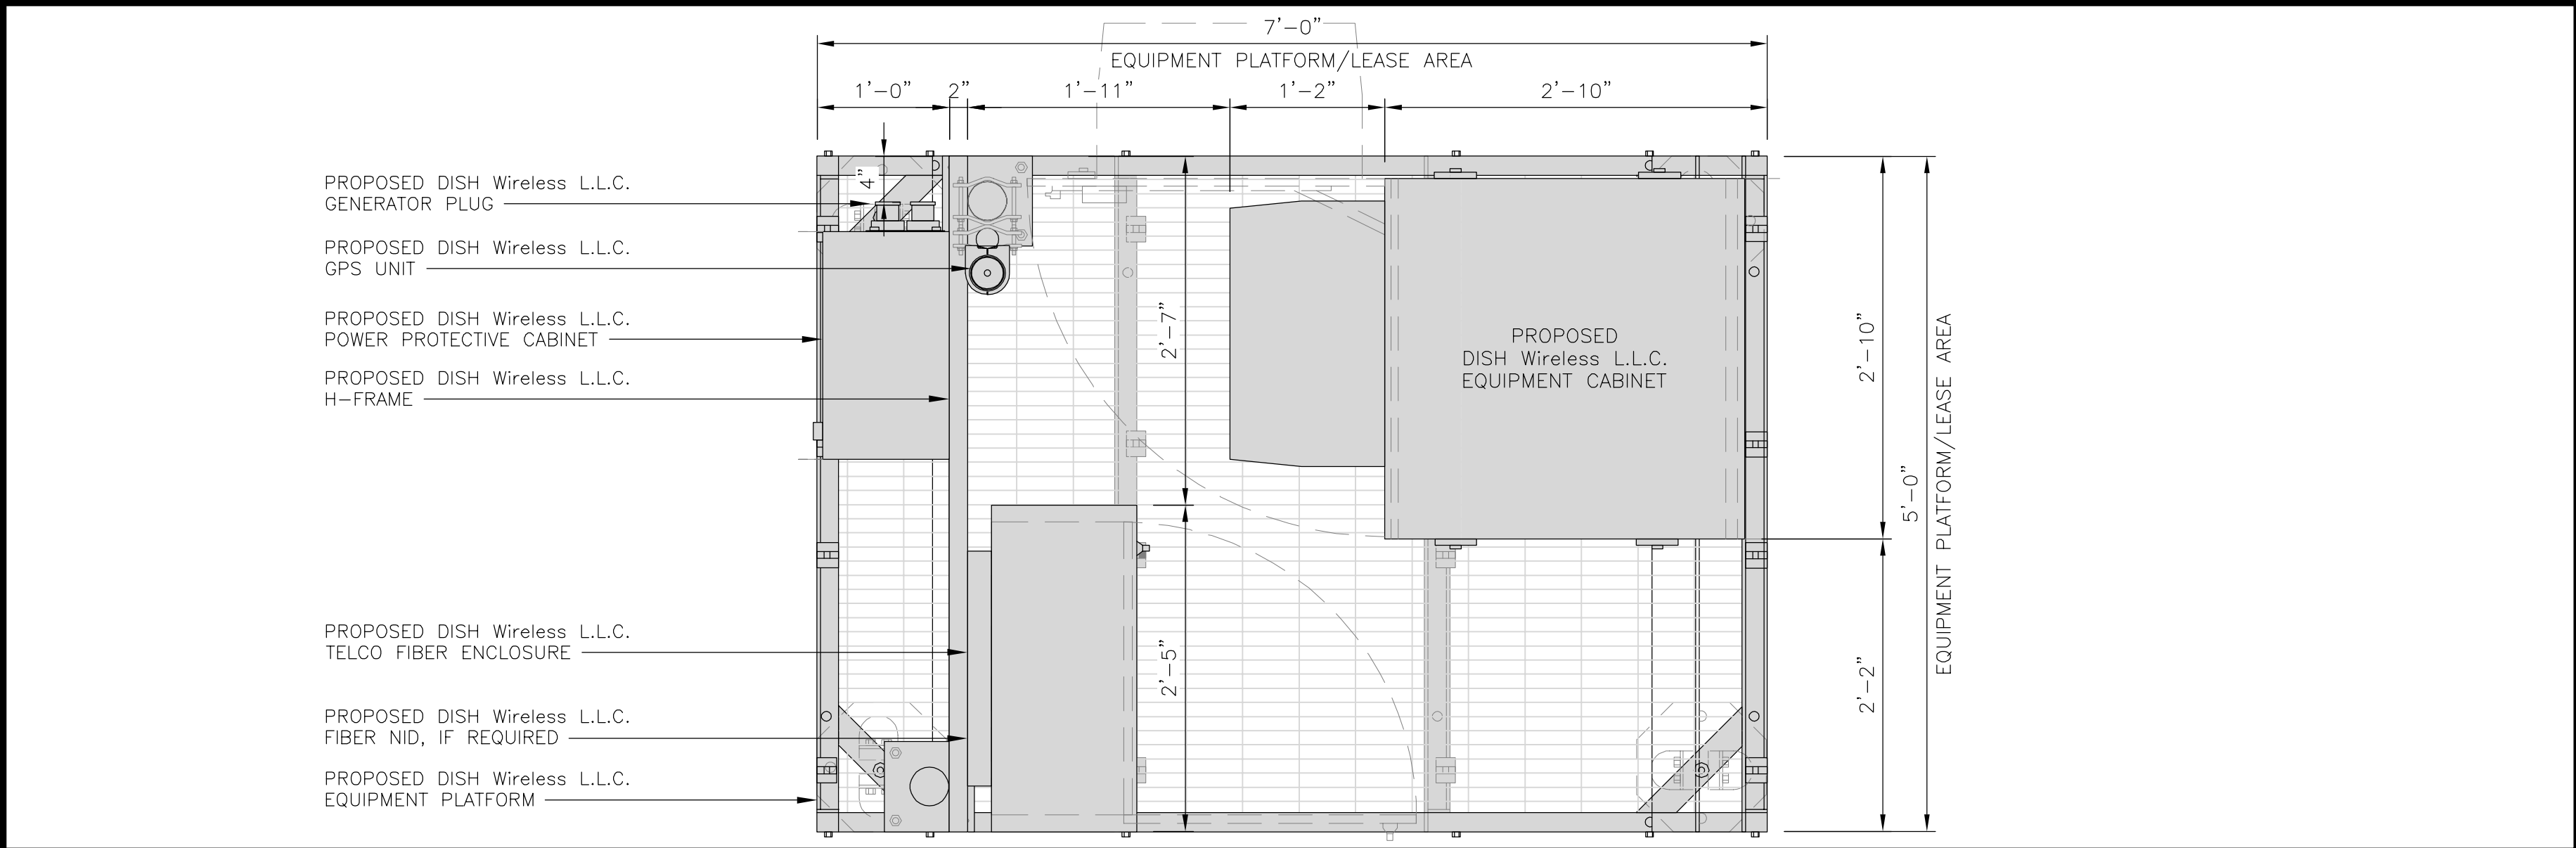 7'-0"
EQUIPMENT PLATFORM/LEASE AREA
1'-0" 2" 1'-11" 1'-2" 2'-10"
4"
PROPOSED DISH Wireless L.L.C.
GENERATOR PLUG
PROPOSED DISH Wireless L.L.C.
GPS UNIT
PROPOSED DISH Wireless L.L.C.
POWER PROTECTIVE CABINET
PROPOSED DISH Wireless L.L.C.
H-FRAME
PROPOSED DISH Wireless L.L.C.
TELCO FIBER ENCLOSURE
PROPOSED DISH Wireless L.L.C.
FIBER NID, IF REQUIRED
PROPOSED DISH Wireless L.L.C.
EQUIPMENT PLATFORM
2'-7"
2'-5"
PROPOSED
DISH Wireless L.L.C.
EQUIPMENT CABINET
2'-10"
2'-2"
5'-0"
EQUIPMENT PLATFORM/LEASE AREA